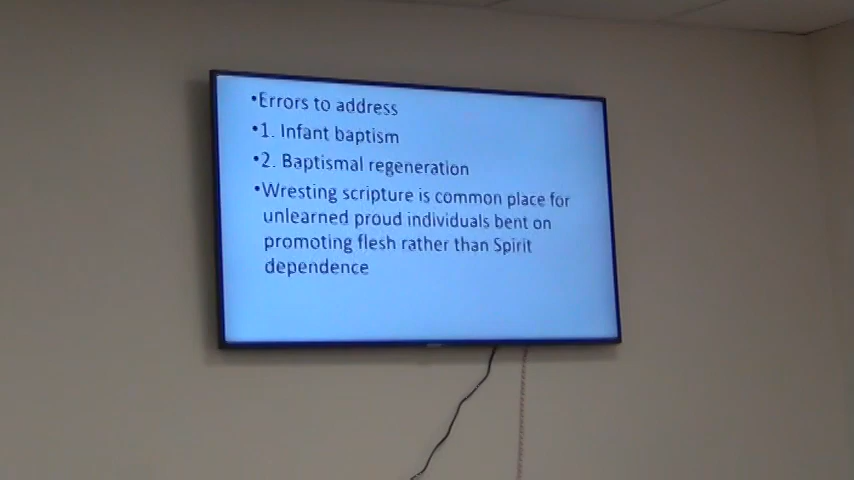 •Errors to address
•1. Infant baptism
•2. Baptismal regeneration
•Wresting scripture is common place for
unlearned proud individuals bent on
promoting flesh rather than Spirit
dependence